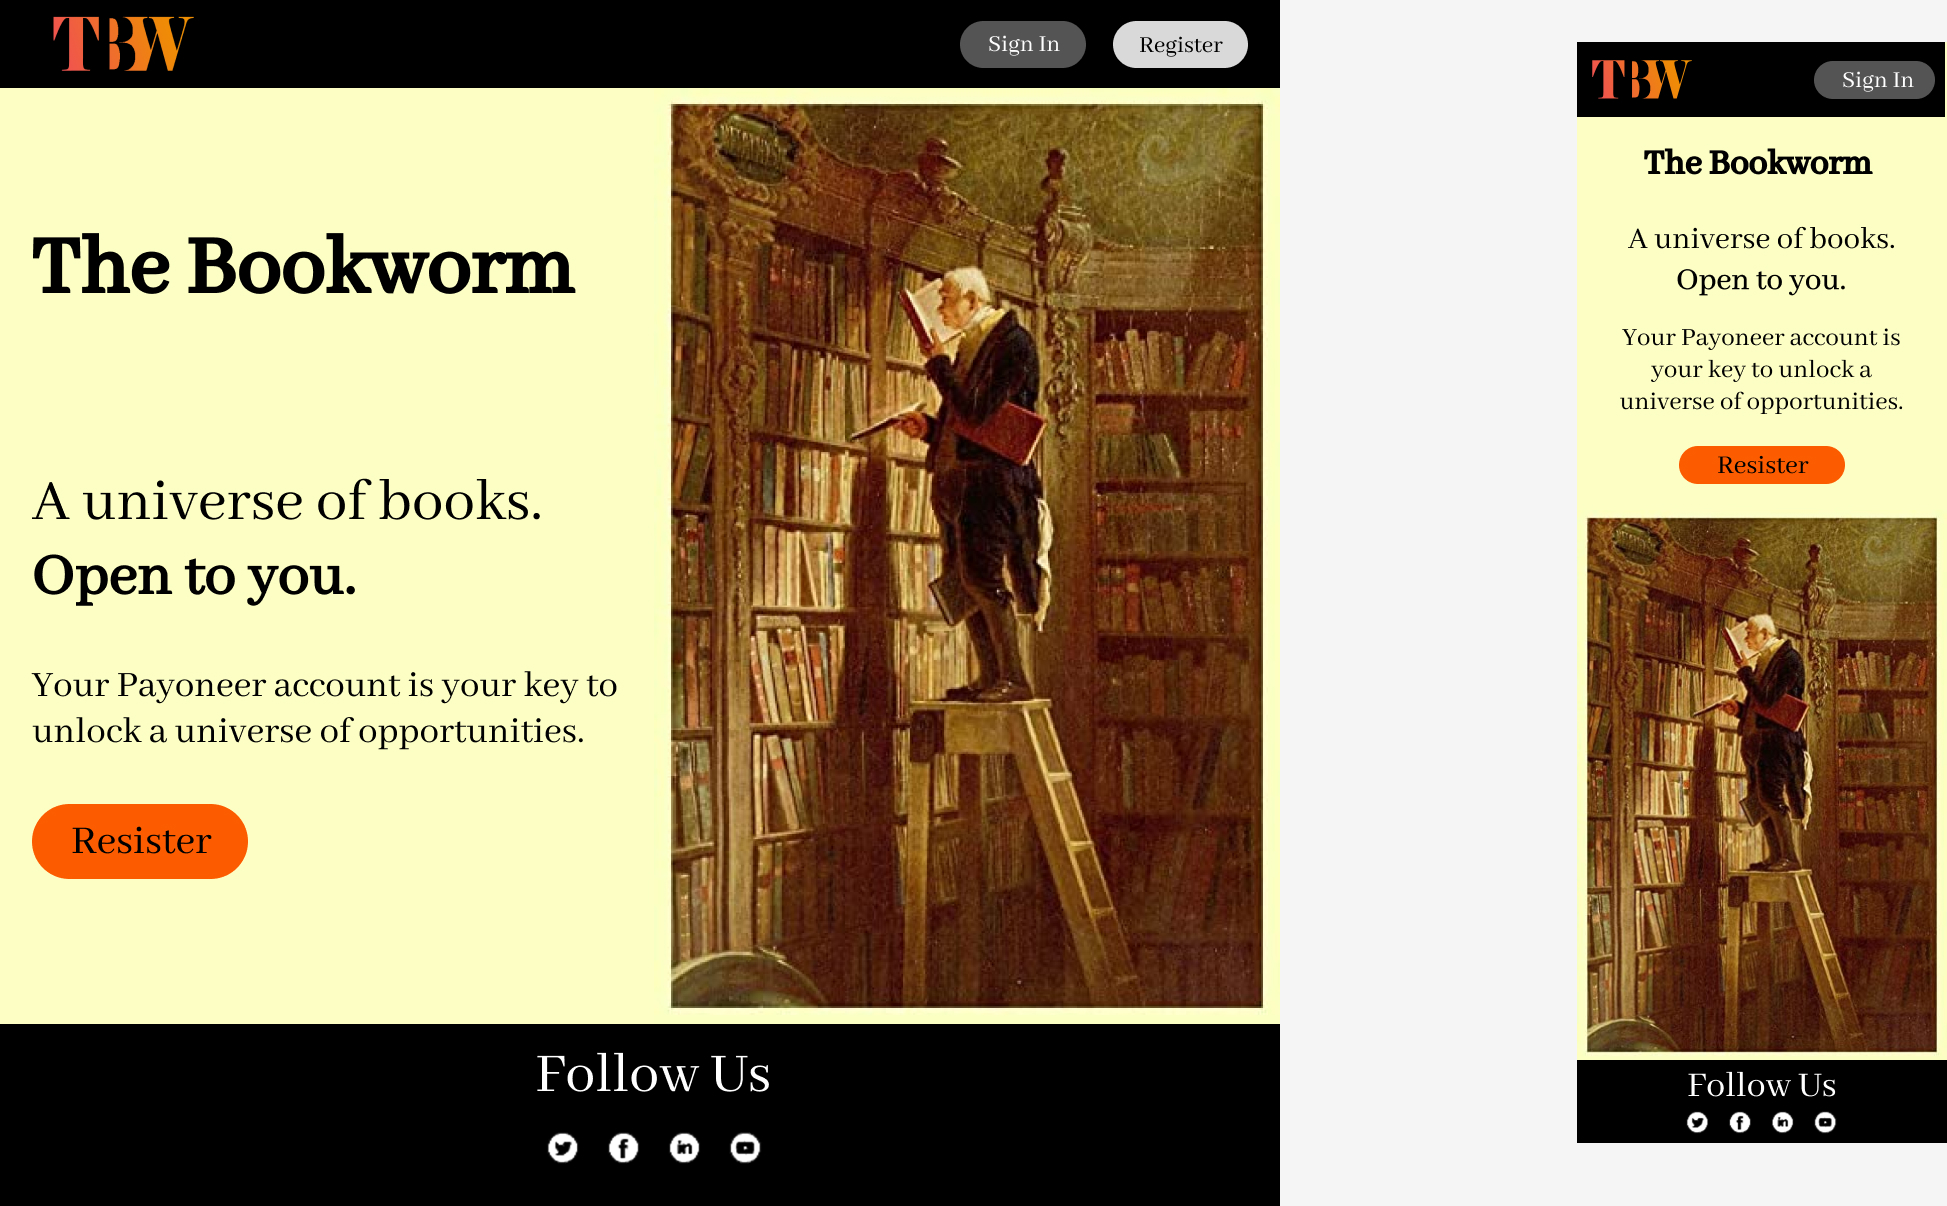 TBW
Sign In
Register
The Bookworm
A universe of books.
Open to you.
Your Payoneer account is your key to
unlock a universe of opportunities.
Resister
Follow Us
TBW
Sign In
The Bookworm
A universe of books.
Open to you.
Your Payoneer account is
your key to unlock a
universe of opportunities.
Resister
Follow Us